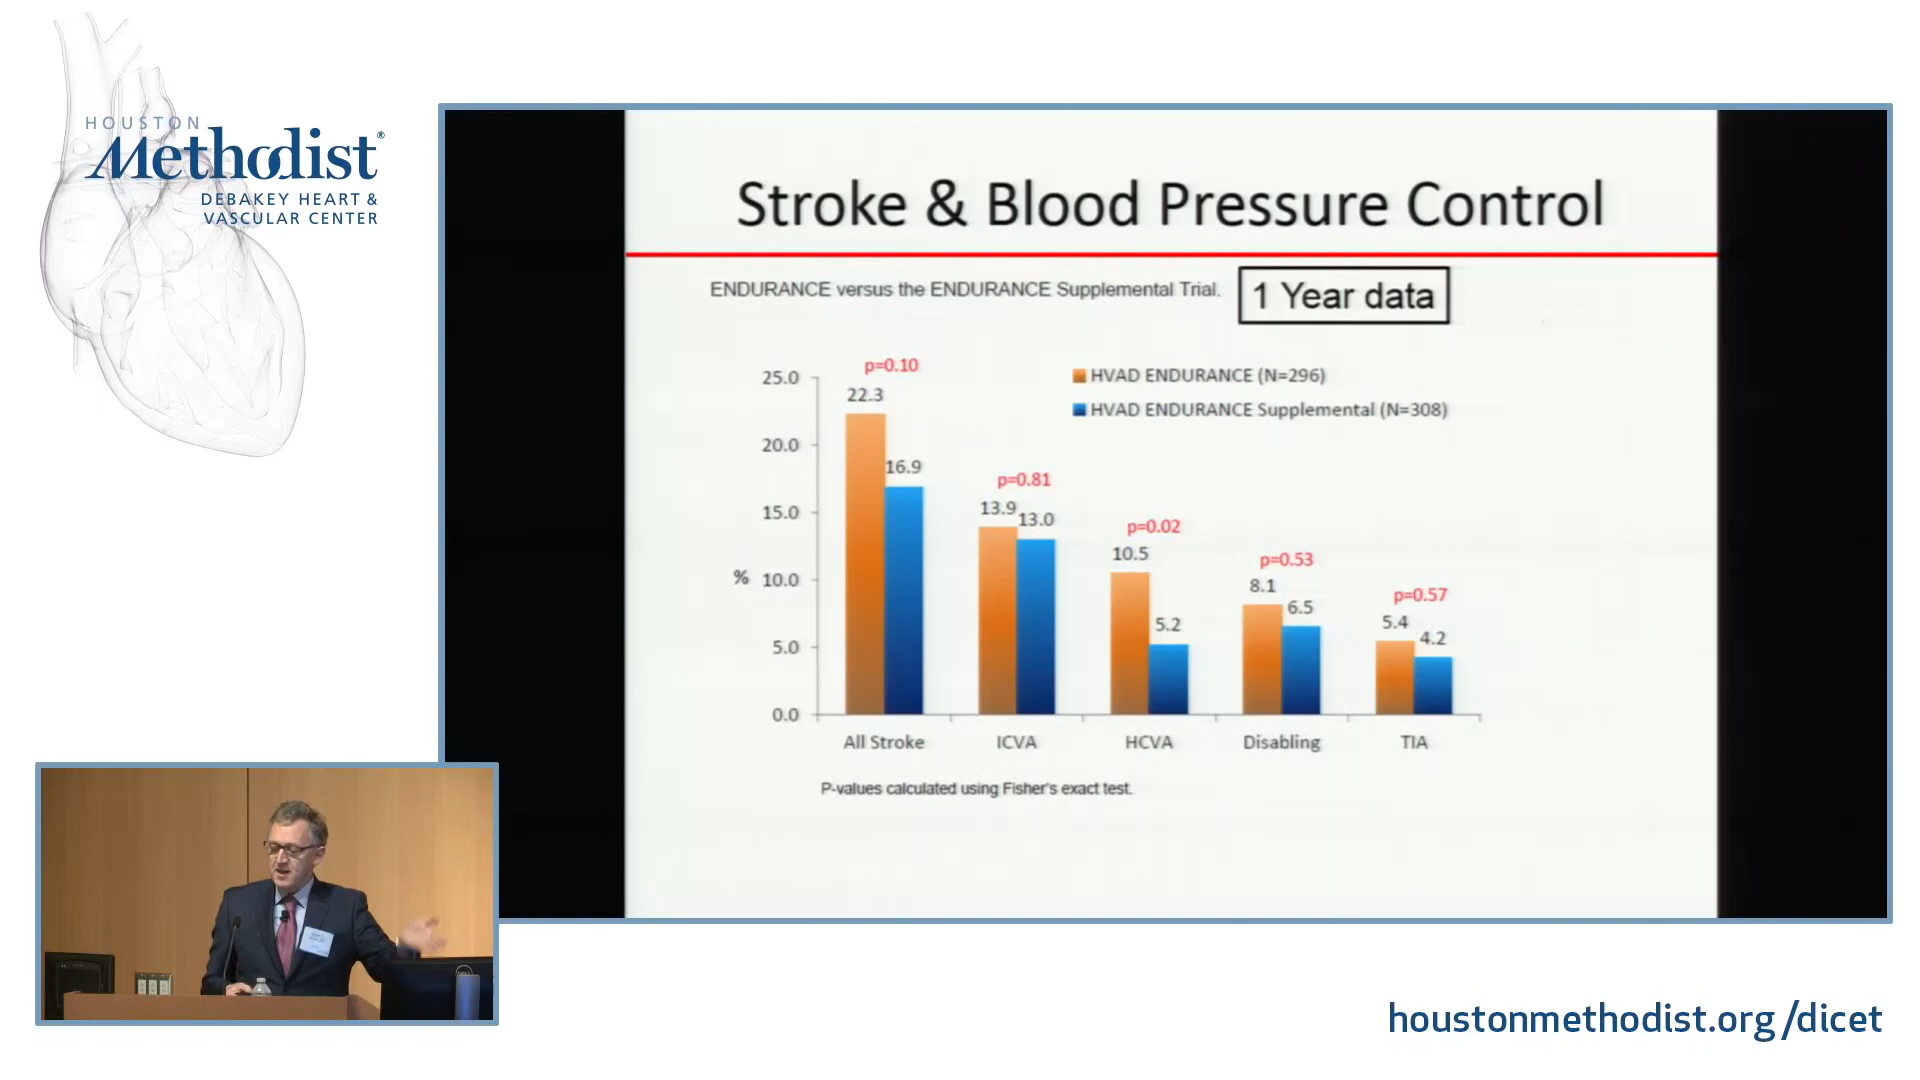 HOUSTON
Methodist®
DEBAKEY HEART &
VASCULAR CENTER
Stroke & Blood Pressure Control
ENDURANCE versus the ENDURANCE Supplemental Trial.
1 Year data
HVAD ENDURANCE (N=296)
HVAD ENDURANCE Supplemental (N=308)
%
25.0
20.0
15.0
10.0
5.0
0.0
p=0.10
22.3
16.9
p=0.81
13.9
13.0
p=0.02
10.5
5.2
p=0.53
8.1
6.5
p=0.57
5.4
4.2
All Stroke
ICVA
HCVA
Disabling
TIA
P-values calculated using Fisher's exact test.
houstonmethodist.org/dicet